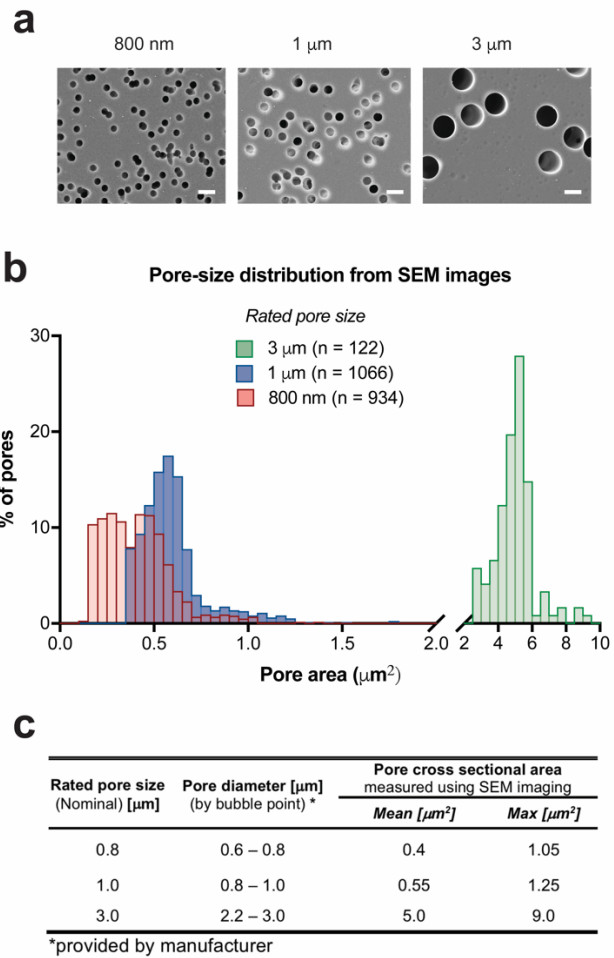 a
800 nm 1 μm 3 μm
b
Pore-size distribution from SEM images
Rated pore size
3 μm (n = 122)
1 μm (n = 1066)
800 nm (n = 934)
% of pores
30
20
10
0
0.0 0.5 1.0 1.5 2.0 2 4 6 8 10
Pore area (μm²)
c
Rated pore size (Nominal) [μm]
Pore diameter [μm] (by bubble point) *
Pore cross sectional area
measured using SEM imaging
Mean [μm²] Max [μm²]
0.8 0.6 – 0.8 0.4 1.05
1.0 0.8 – 1.0 0.55 1.25
3.0 2.2 – 3.0 5.0 9.0
*provided by manufacturer